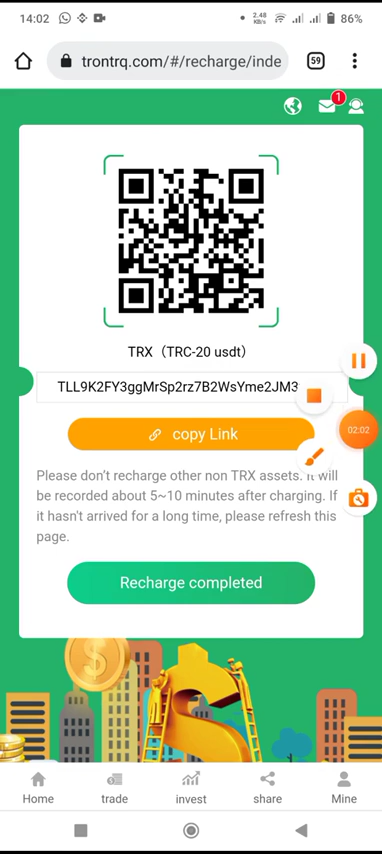 14:02
2.48 KB/s
86%
trontrq.com/#/recharge/inde
59
1
TRX（TRC-20 usdt）
TLL9K2FY3ggMrSp2rz7B2WsYme2JM3
02:02
copy Link
Please don't recharge other non TRX assets. It will
be recorded about 5~10 minutes after charging. If
it hasn't arrived for a long time, please refresh this
page.
Recharge completed
Home
trade
invest
share
Mine